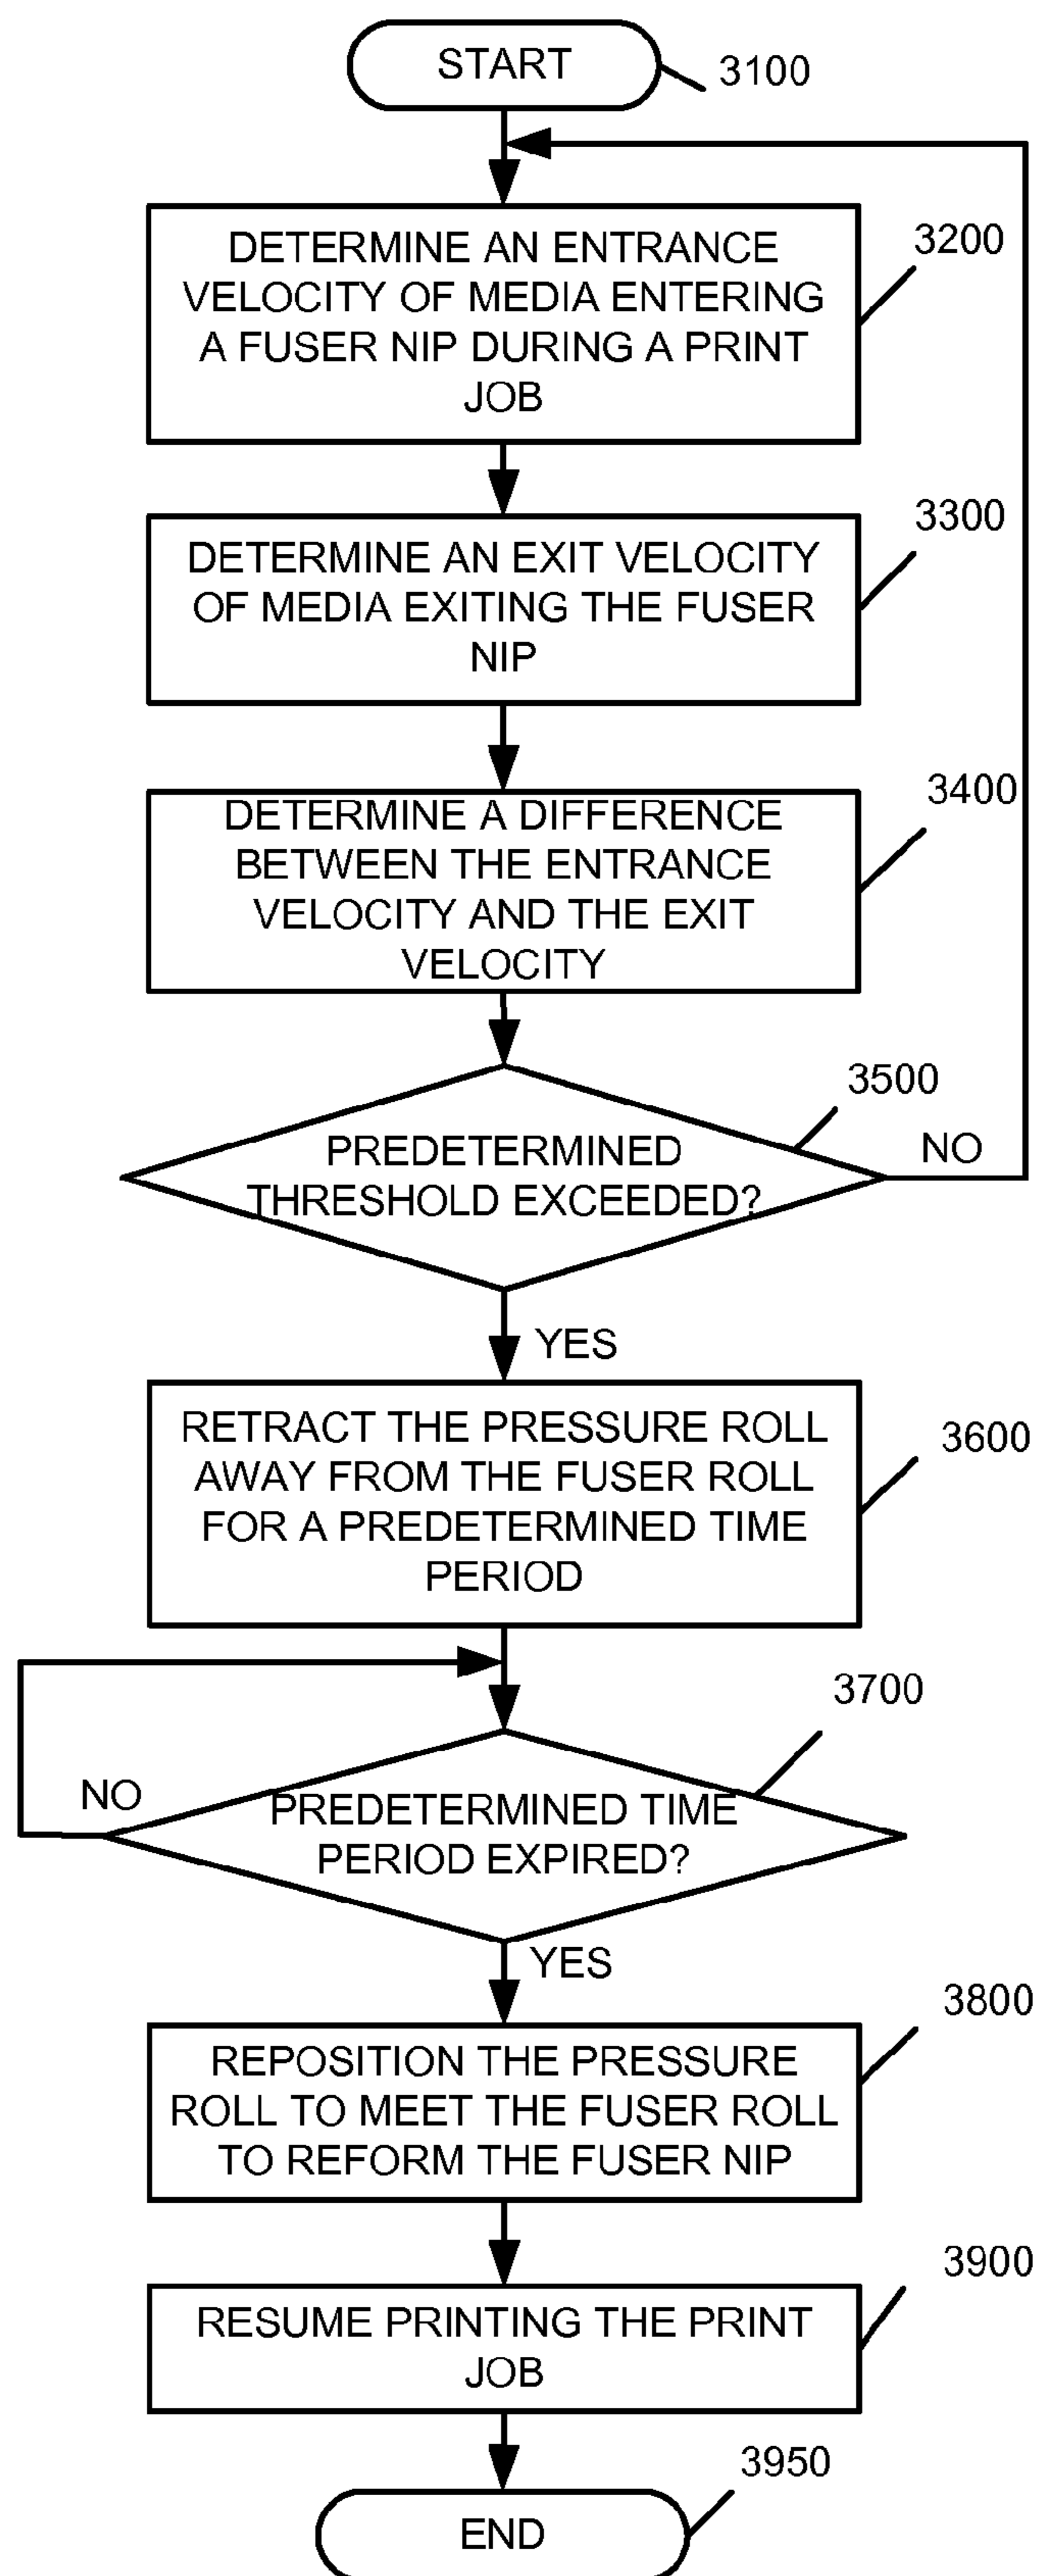 START
3100
3200
DETERMINE AN ENTRANCE
VELOCITY OF MEDIA ENTERING
A FUSER NIP DURING A PRINT
JOB
3300
DETERMINE AN EXIT VELOCITY
OF MEDIA EXITING THE FUSER
NIP
3400
DETERMINE A DIFFERENCE
BETWEEN THE ENTRANCE
VELOCITY AND THE EXIT
VELOCITY
3500
PREDETERMINED
THRESHOLD EXCEEDED?
NO
YES
RETRACT THE PRESSURE ROLL
AWAY FROM THE FUSER ROLL
FOR A PREDETERMINED TIME
PERIOD
3600
3700
NO
PREDETERMINED TIME
PERIOD EXPIRED?
YES
3800
REPOSITION THE PRESSURE
ROLL TO MEET THE FUSER ROLL
TO REFORM THE FUSER NIP
3900
RESUME PRINTING THE PRINT
JOB
3950
END